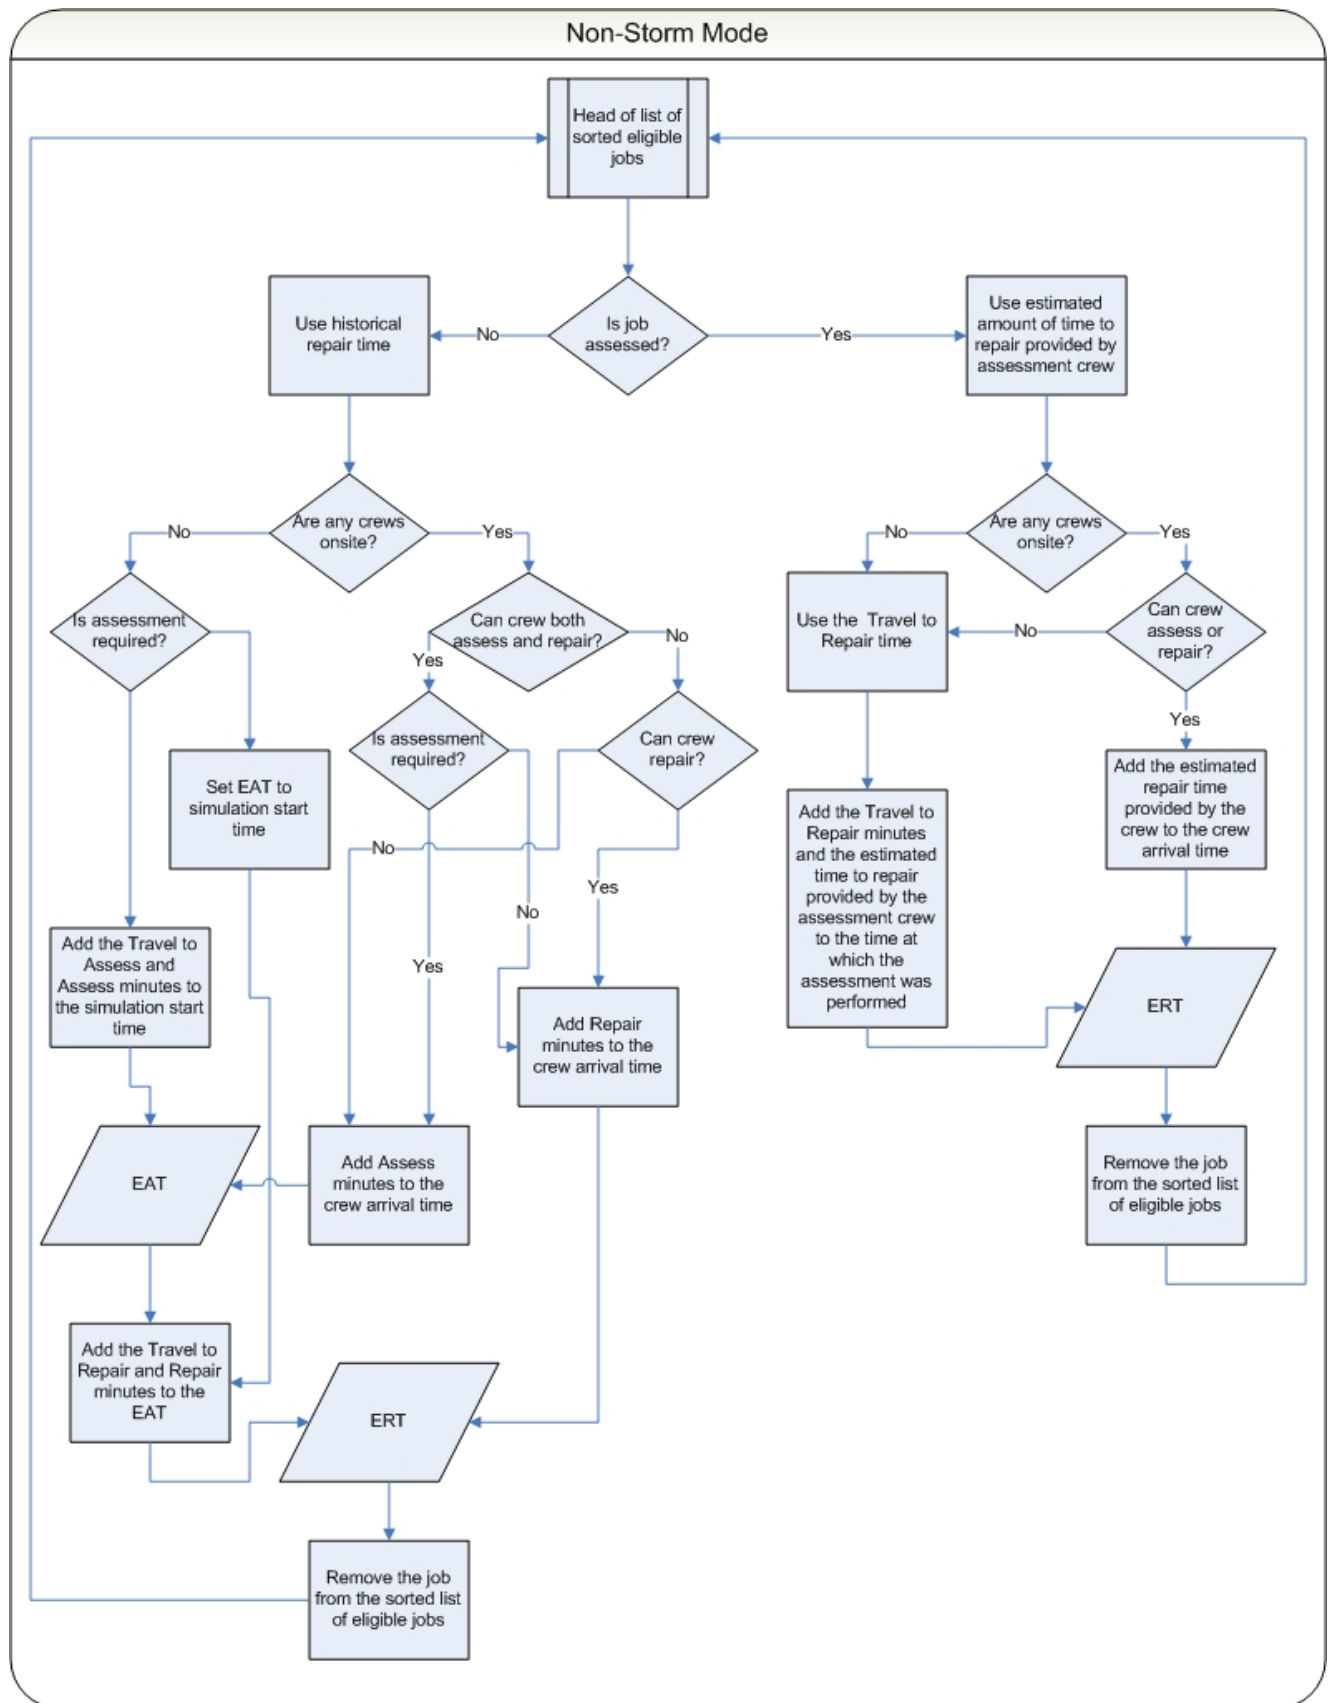 Non-Storm Mode
Head of list of
sorted eligible
jobs
Use historical
repair time
No
Is job
assessed?
Yes
Use estimated
amount of time to
repair provided by
assessment crew
No
Are any crews
onsite?
Yes
No
Are any crews
onsite?
Yes
Is assessment
required?
Can crew both
assess and repair?
Yes
No
Use the Travel to
Repair time
No
Can crew
assess or
repair?
Yes
Set EAT to
simulation start
time
Is assessment
required?
Can crew
repair?
No
Yes
No
Yes
Add the Travel to
Repair minutes
and the estimated
time to repair
provided by the
assessment crew
to the time at
which the
assessment was
performed
Add the estimated
repair time
provided by the
crew to the crew
arrival time
Add the Travel to
Assess and
Assess minutes to
the simulation start
time
Add Repair
minutes to the
crew arrival time
ERT
EAT
Add Assess
minutes to the
crew arrival time
Remove the job
from the sorted list
of eligible jobs
Add the Travel to
Repair and Repair
minutes to the
EAT
ERT
Remove the job
from the sorted list
of eligible jobs